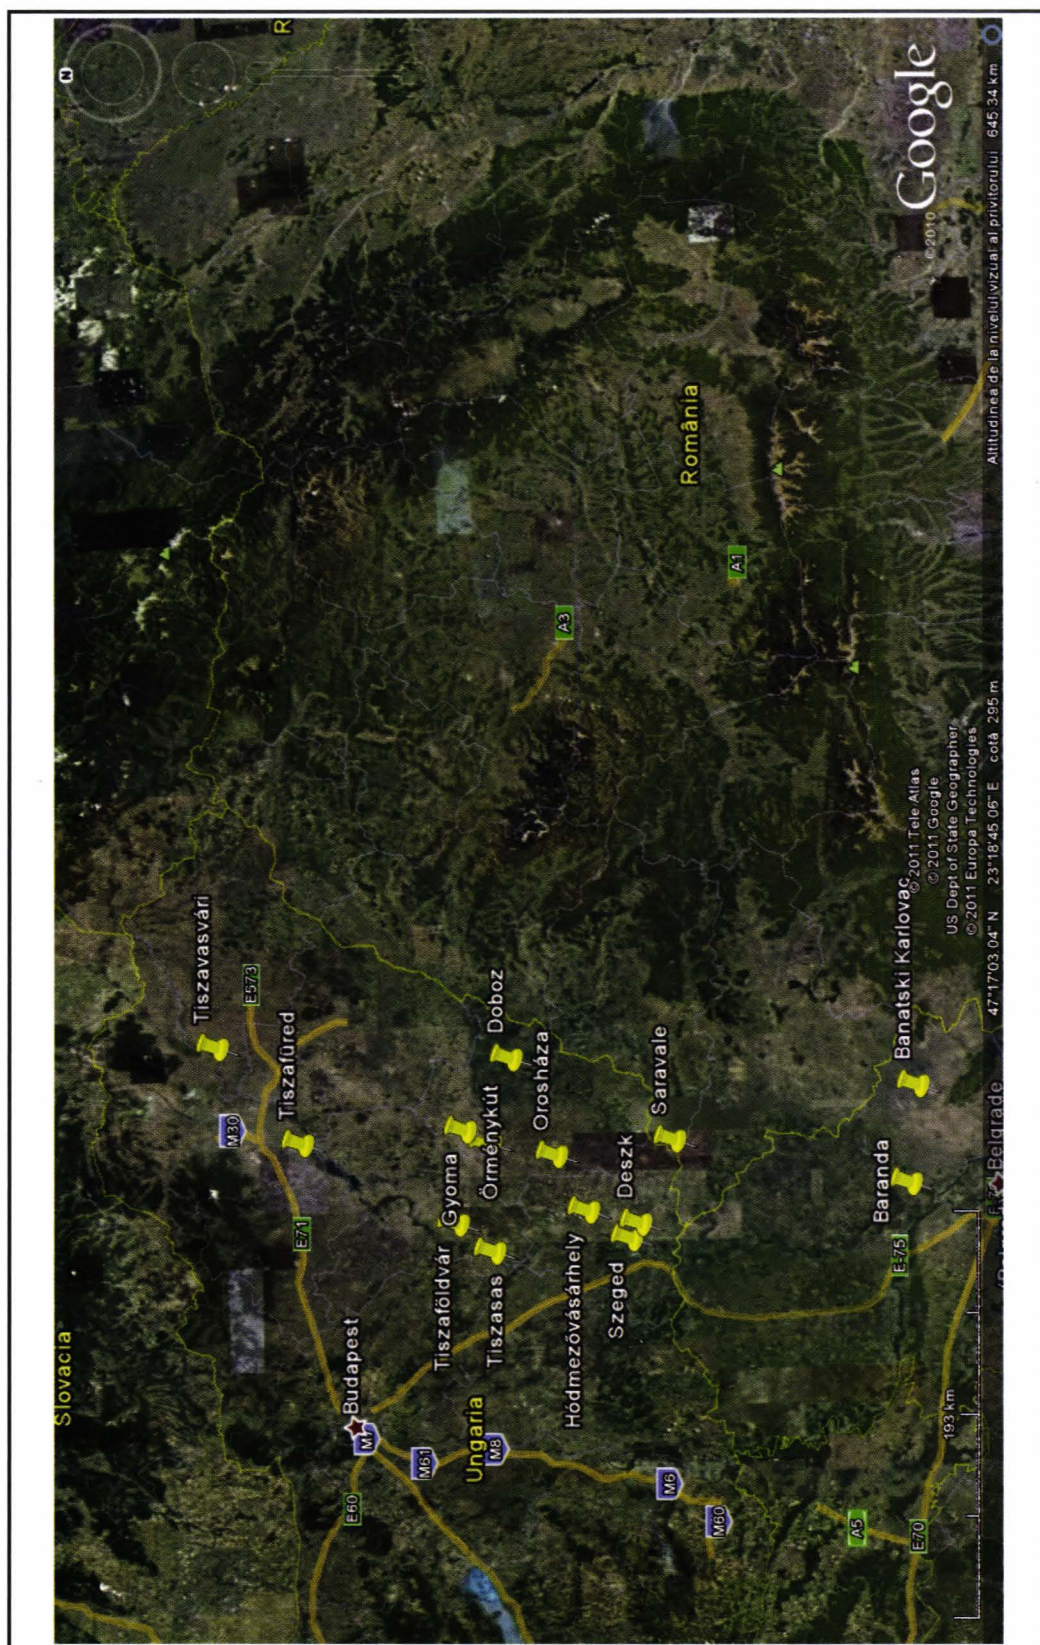 Slovacia
N
R
Tiszavasvári
M30
E573
Tiszafüred
E71
Budapest
E60
M7
M61
Tiszaföldvár
Gyoma
Ungaria
M8
Tiszasas
Örménykút
Doboz
Orosháza
A3
Hódmezővásárhely
Szeged
Deszk
Saravale
M6
România
M60
A1
A5
Baranda
E-75
Banatski Karlovac
E70
© 2011 Tele Atlas
© 2011 Google
US Dept of State Geographer
© 2011 Europa Technologies
©2010 Google
193 km
Belgrade
47°17'03.04" N 23°18'45.06" E cotă 295 m
Altitudinea de la nivelul vizual al privitorului 645.34 km